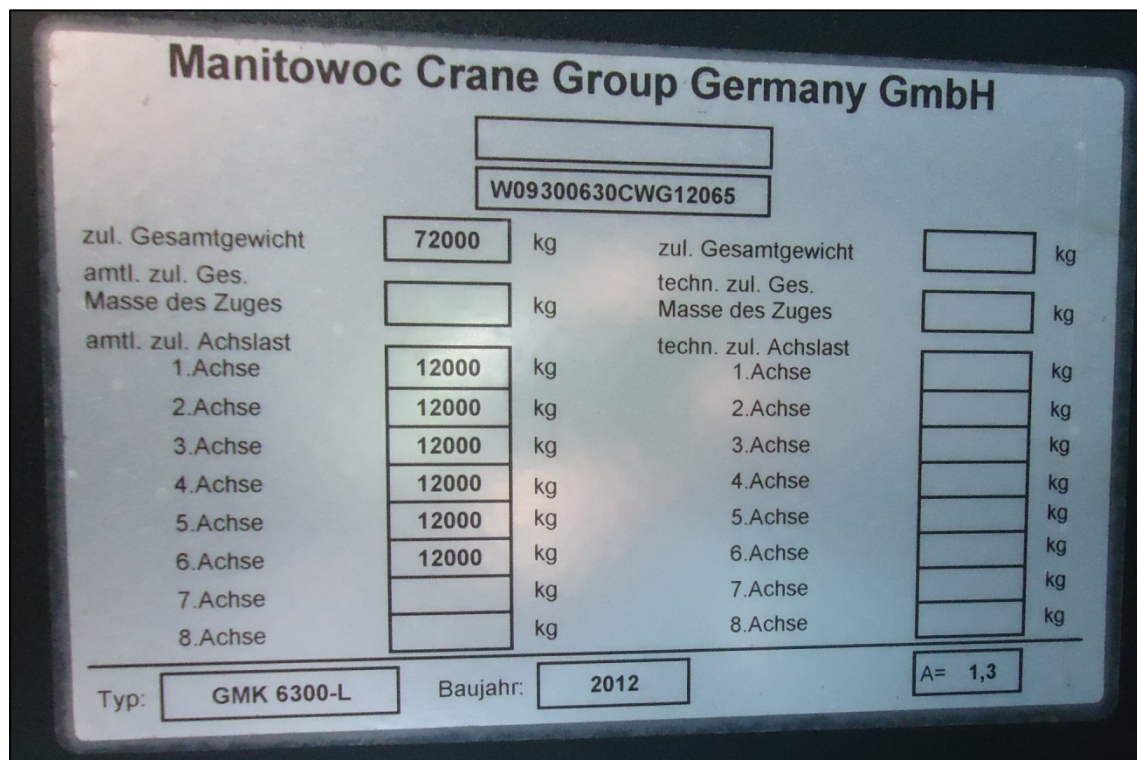 Manitowoc Crane Group Germany GmbH
W09300630CWG12065
zul. Gesamtgewicht 72000 kg zul. Gesamtgewicht kg
amtl. zul. Ges. techn. zul. Ges.
Masse des Zuges kg Masse des Zuges kg
amtl. zul. Achslast techn. zul. Achslast
1.Achse 12000 kg 1.Achse kg
2.Achse 12000 kg 2.Achse kg
3.Achse 12000 kg 3.Achse kg
4.Achse 12000 kg 4.Achse kg
5.Achse 12000 kg 5.Achse kg
6.Achse 12000 kg 6.Achse kg
7.Achse kg 7.Achse kg
8.Achse kg 8.Achse kg
Typ: GMK 6300-L Baujahr: 2012 A= 1,3